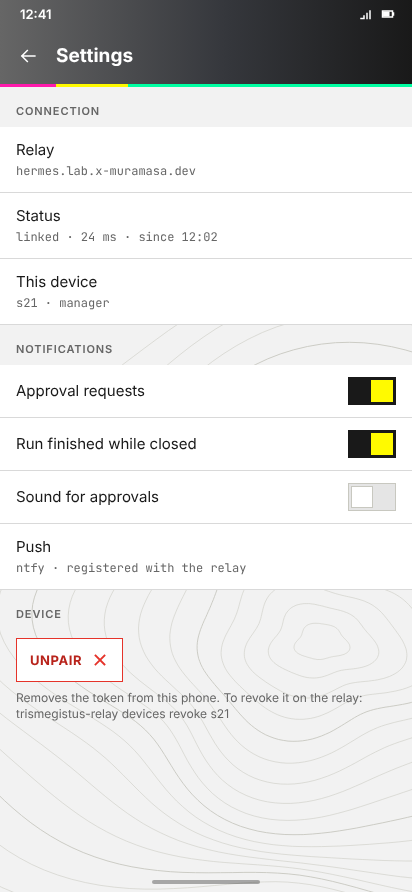 12:41
Settings
CONNECTION
Relay
hermes.lab.x-muramasa.dev
Status
linked · 24 ms · since 12:02
This device
s21 · manager
NOTIFICATIONS
Approval requests
Run finished while closed
Sound for approvals
Push
ntfy · registered with the relay
DEVICE
UNPAIR
Removes the token from this phone. To revoke it on the relay:
trismegistus-relay devices revoke s21